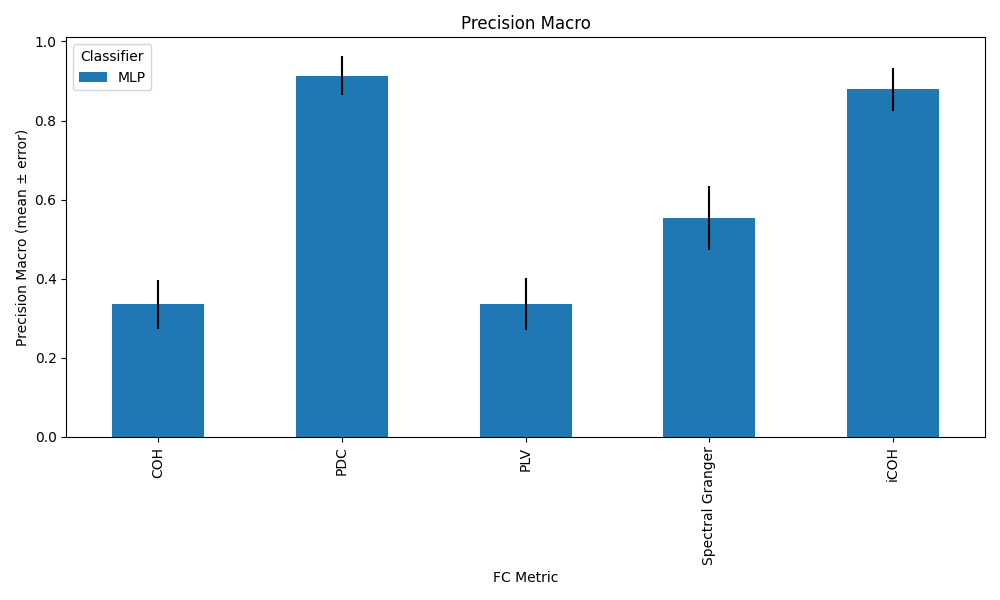 Precision Macro
Classifier
MLP
Precision Macro (mean ± error)
1.0
0.8
0.6
0.4
0.2
0.0
COH
PDC
PLV
Spectral Granger
iCOH
FC Metric